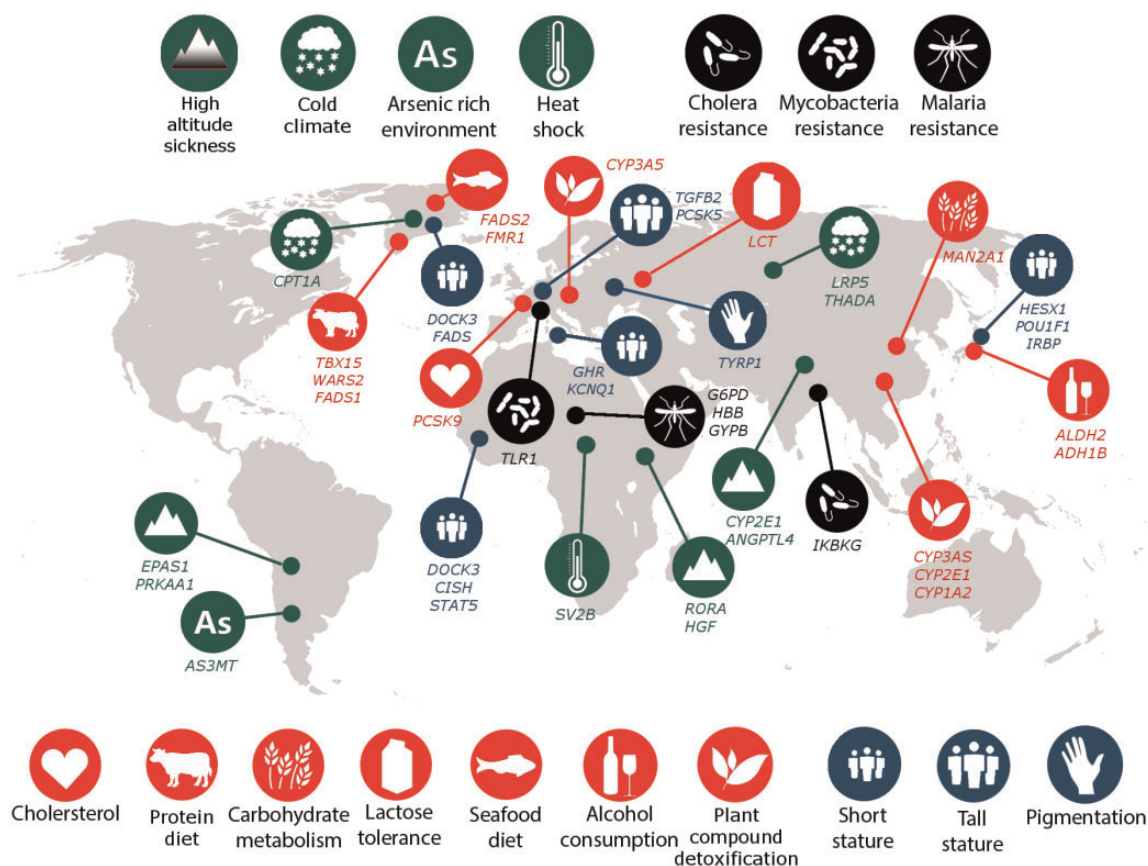 As
High
altitude
sickness
Cold
climate
Arsenic rich
environment
Heat
shock
Cholera
resistance
Mycobacteria
resistance
Malaria
resistance
FADS2
FMR1
CYP3A5
TGFB2
PCSK5
LCT
MAN2A1
CPT1A
DOCK3
FADS
LRP5
THADA
HESX1
POU1F1
IRBP
TBX15
WARS2
FADS1
PCSK9
GHR
KCNQ1
TYRP1
TLR1
G6PD
HBB
GYPB
ALDH2
ADH1B
EPAS1
PRKAA1
DOCK3
CISH
STAT5
SV2B
RORA
HGF
CYP2E1
ANGPTL4
IKBKG
CYP3AS
CYP2E1
CYP1A2
As
AS3MT
Cholersterol
Protein
diet
Carbohydrate
metabolism
Lactose
tolerance
Seafood
diet
Alcohol
consumption
Plant
compound
detoxification
Short
stature
Tall
stature
Pigmentation